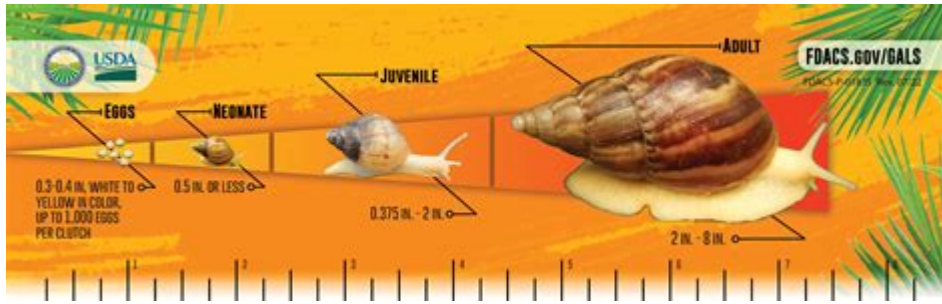 USDA
ADULT
FDACS.gov/GALS
JUVENILE
EGGS
NEONATE
0.3-0.4 IN, WHITE TO
YELLOW IN COLOR,
UP TO 1,000 EGGS
PER CLUTCH
0.5 IN. OR LESS
0.375 IN. - 2 IN.
2 IN. - 8 IN.
1
2
3
4
5
6
7
8